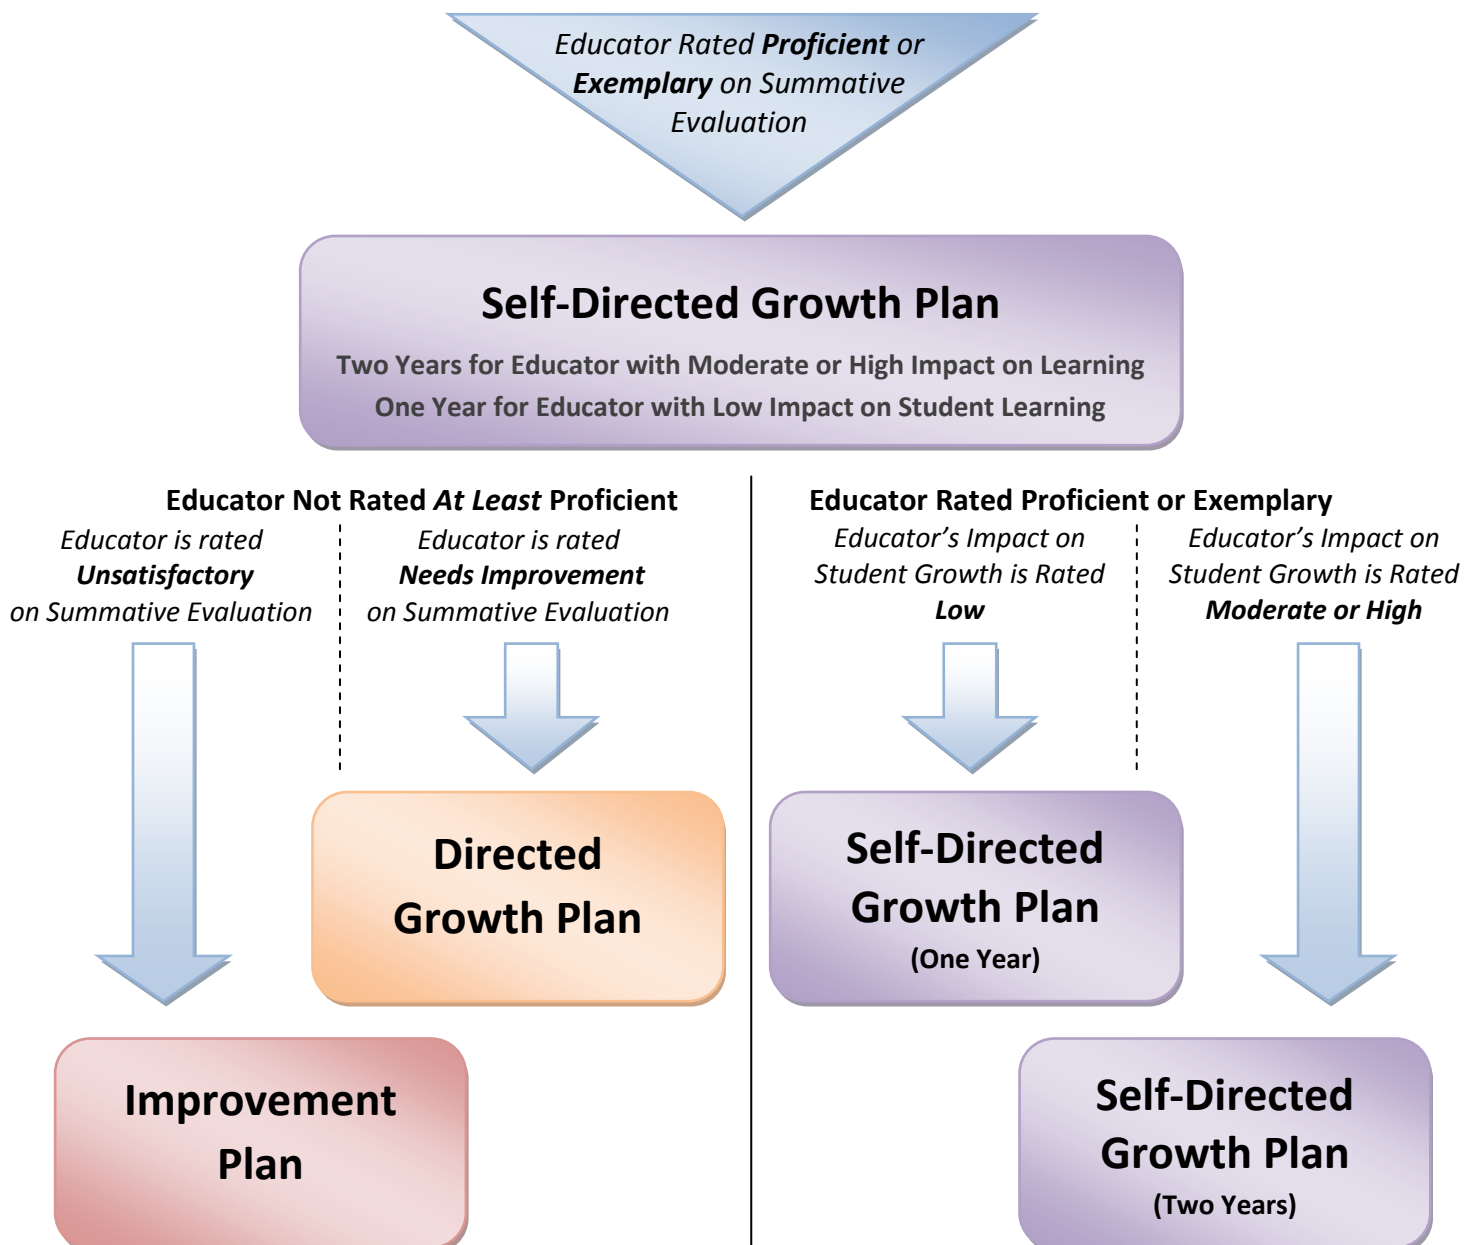 Educator Rated Proficient or
Exemplary on Summative
Evaluation
Self-Directed Growth Plan
Two Years for Educator with Moderate or High Impact on Learning
One Year for Educator with Low Impact on Student Learning
Educator Not Rated At Least Proficient
Educator is rated
Unsatisfactory
on Summative Evaluation
Educator is rated
Needs Improvement
on Summative Evaluation
Educator Rated Proficient or Exemplary
Educator’s Impact on
Student Growth is Rated
Low
Educator’s Impact on
Student Growth is Rated
Moderate or High
Directed
Growth Plan
Self-Directed
Growth Plan
(One Year)
Improvement
Plan
Self-Directed
Growth Plan
(Two Years)